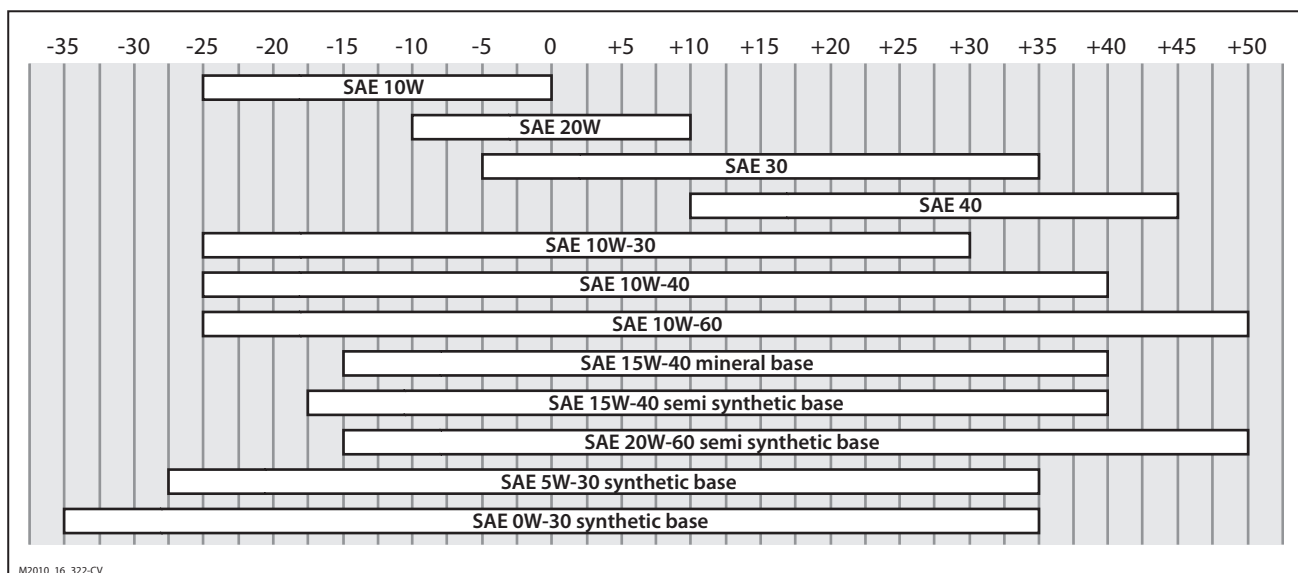 -35 -30 -25 -20 -15 -10 -5 0 +5 +10 +15 +20 +25 +30 +35 +40 +45 +50
SAE 10W
SAE 20W
SAE 30
SAE 40
SAE 10W-30
SAE 10W-40
SAE 10W-60
SAE 15W-40 mineral base
SAE 15W-40 semi synthetic base
SAE 20W-60 semi synthetic base
SAE 5W-30 synthetic base
SAE 0W-30 synthetic base
M2010_16_322-CV